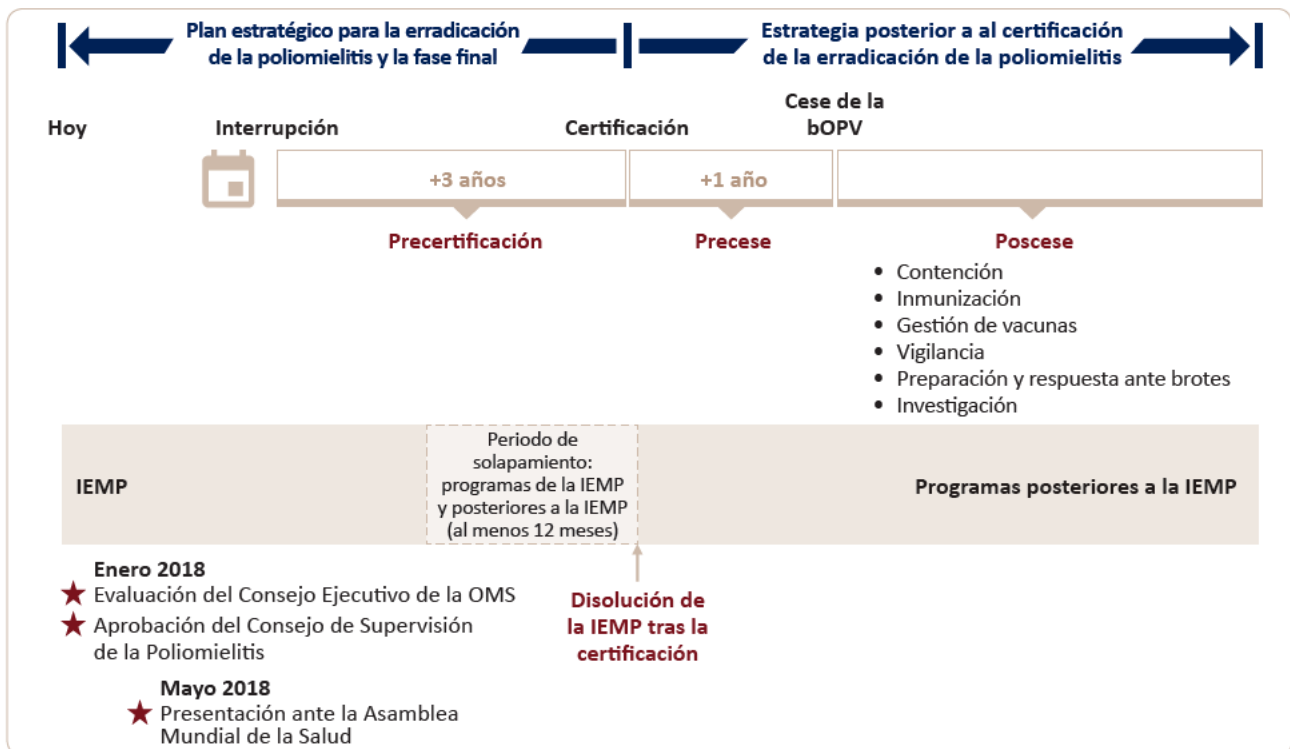 Plan estratégico para la erradicación
de la poliomielitis y la fase final
Estrategia posterior a al certificación
de la erradicación de la poliomielitis
Hoy
Interrupción
Certificación
Cese de la
bOPV
+3 años
+1 año
Precertificación
Precese
Poscese
• Contención
• Inmunización
• Gestión de vacunas
• Vigilancia
• Preparación y respuesta ante brotes
• Investigación
IEMP
Periodo de
solapamiento:
programas de la IEMP
y posteriores a la IEMP
(al menos 12 meses)
Programas posteriores a la IEMP
Enero 2018
Evaluación del Consejo Ejecutivo de la OMS
Aprobación del Consejo de Supervisión
de la Poliomielitis
Disolución de
la IEMP tras la
certificación
Mayo 2018
Presentación ante la Asamblea
Mundial de la Salud